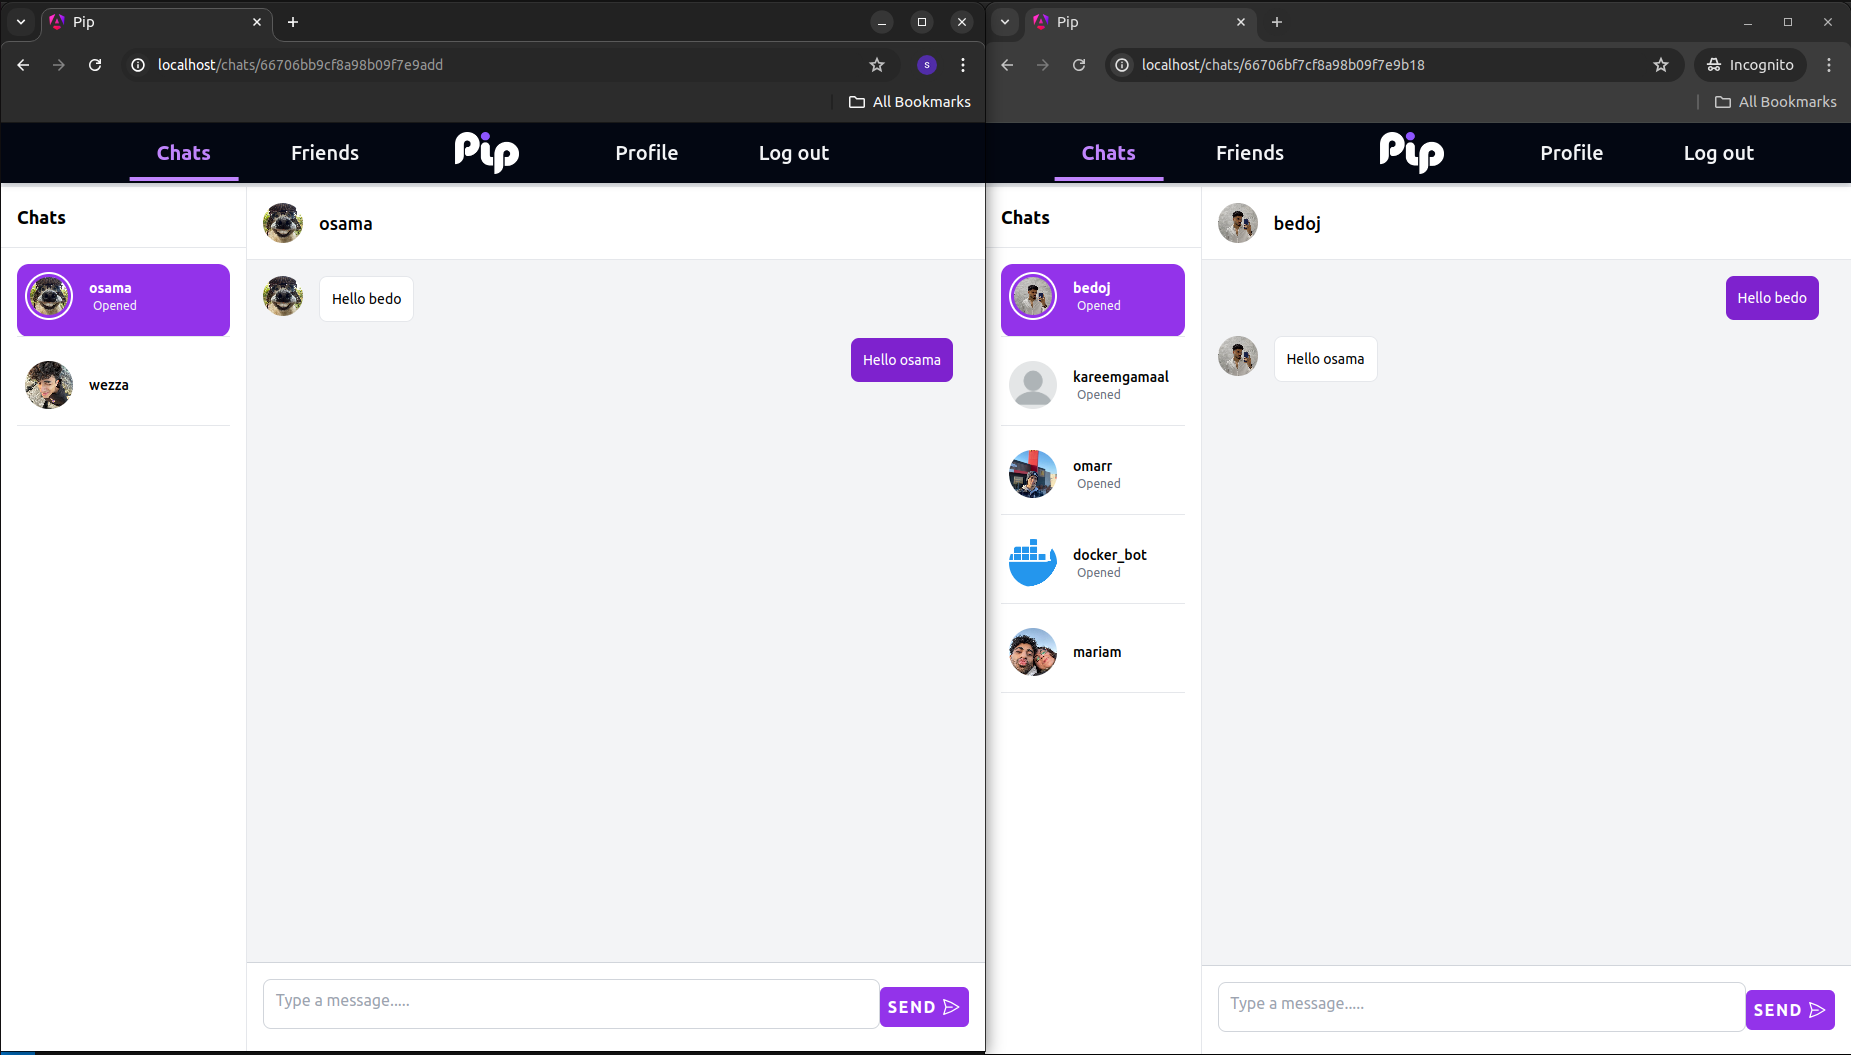 Pip
localhost/chats/66706bb9cf8a98b09f7e9add
s
All Bookmarks
Chats
Friends
Pip
Profile
Log out
Chats
osama
Opened
wezza
osama
Hello bedo
Hello osama
Type a message.....
SEND
Pip
localhost/chats/66706bf7cf8a98b09f7e9b18
Incognito
All Bookmarks
Chats
Friends
Pip
Profile
Log out
Chats
bedoj
Opened
kareemgamaal
Opened
omarr
Opened
docker_bot
Opened
mariam
bedoj
Hello bedo
Hello osama
Type a message.....
SEND